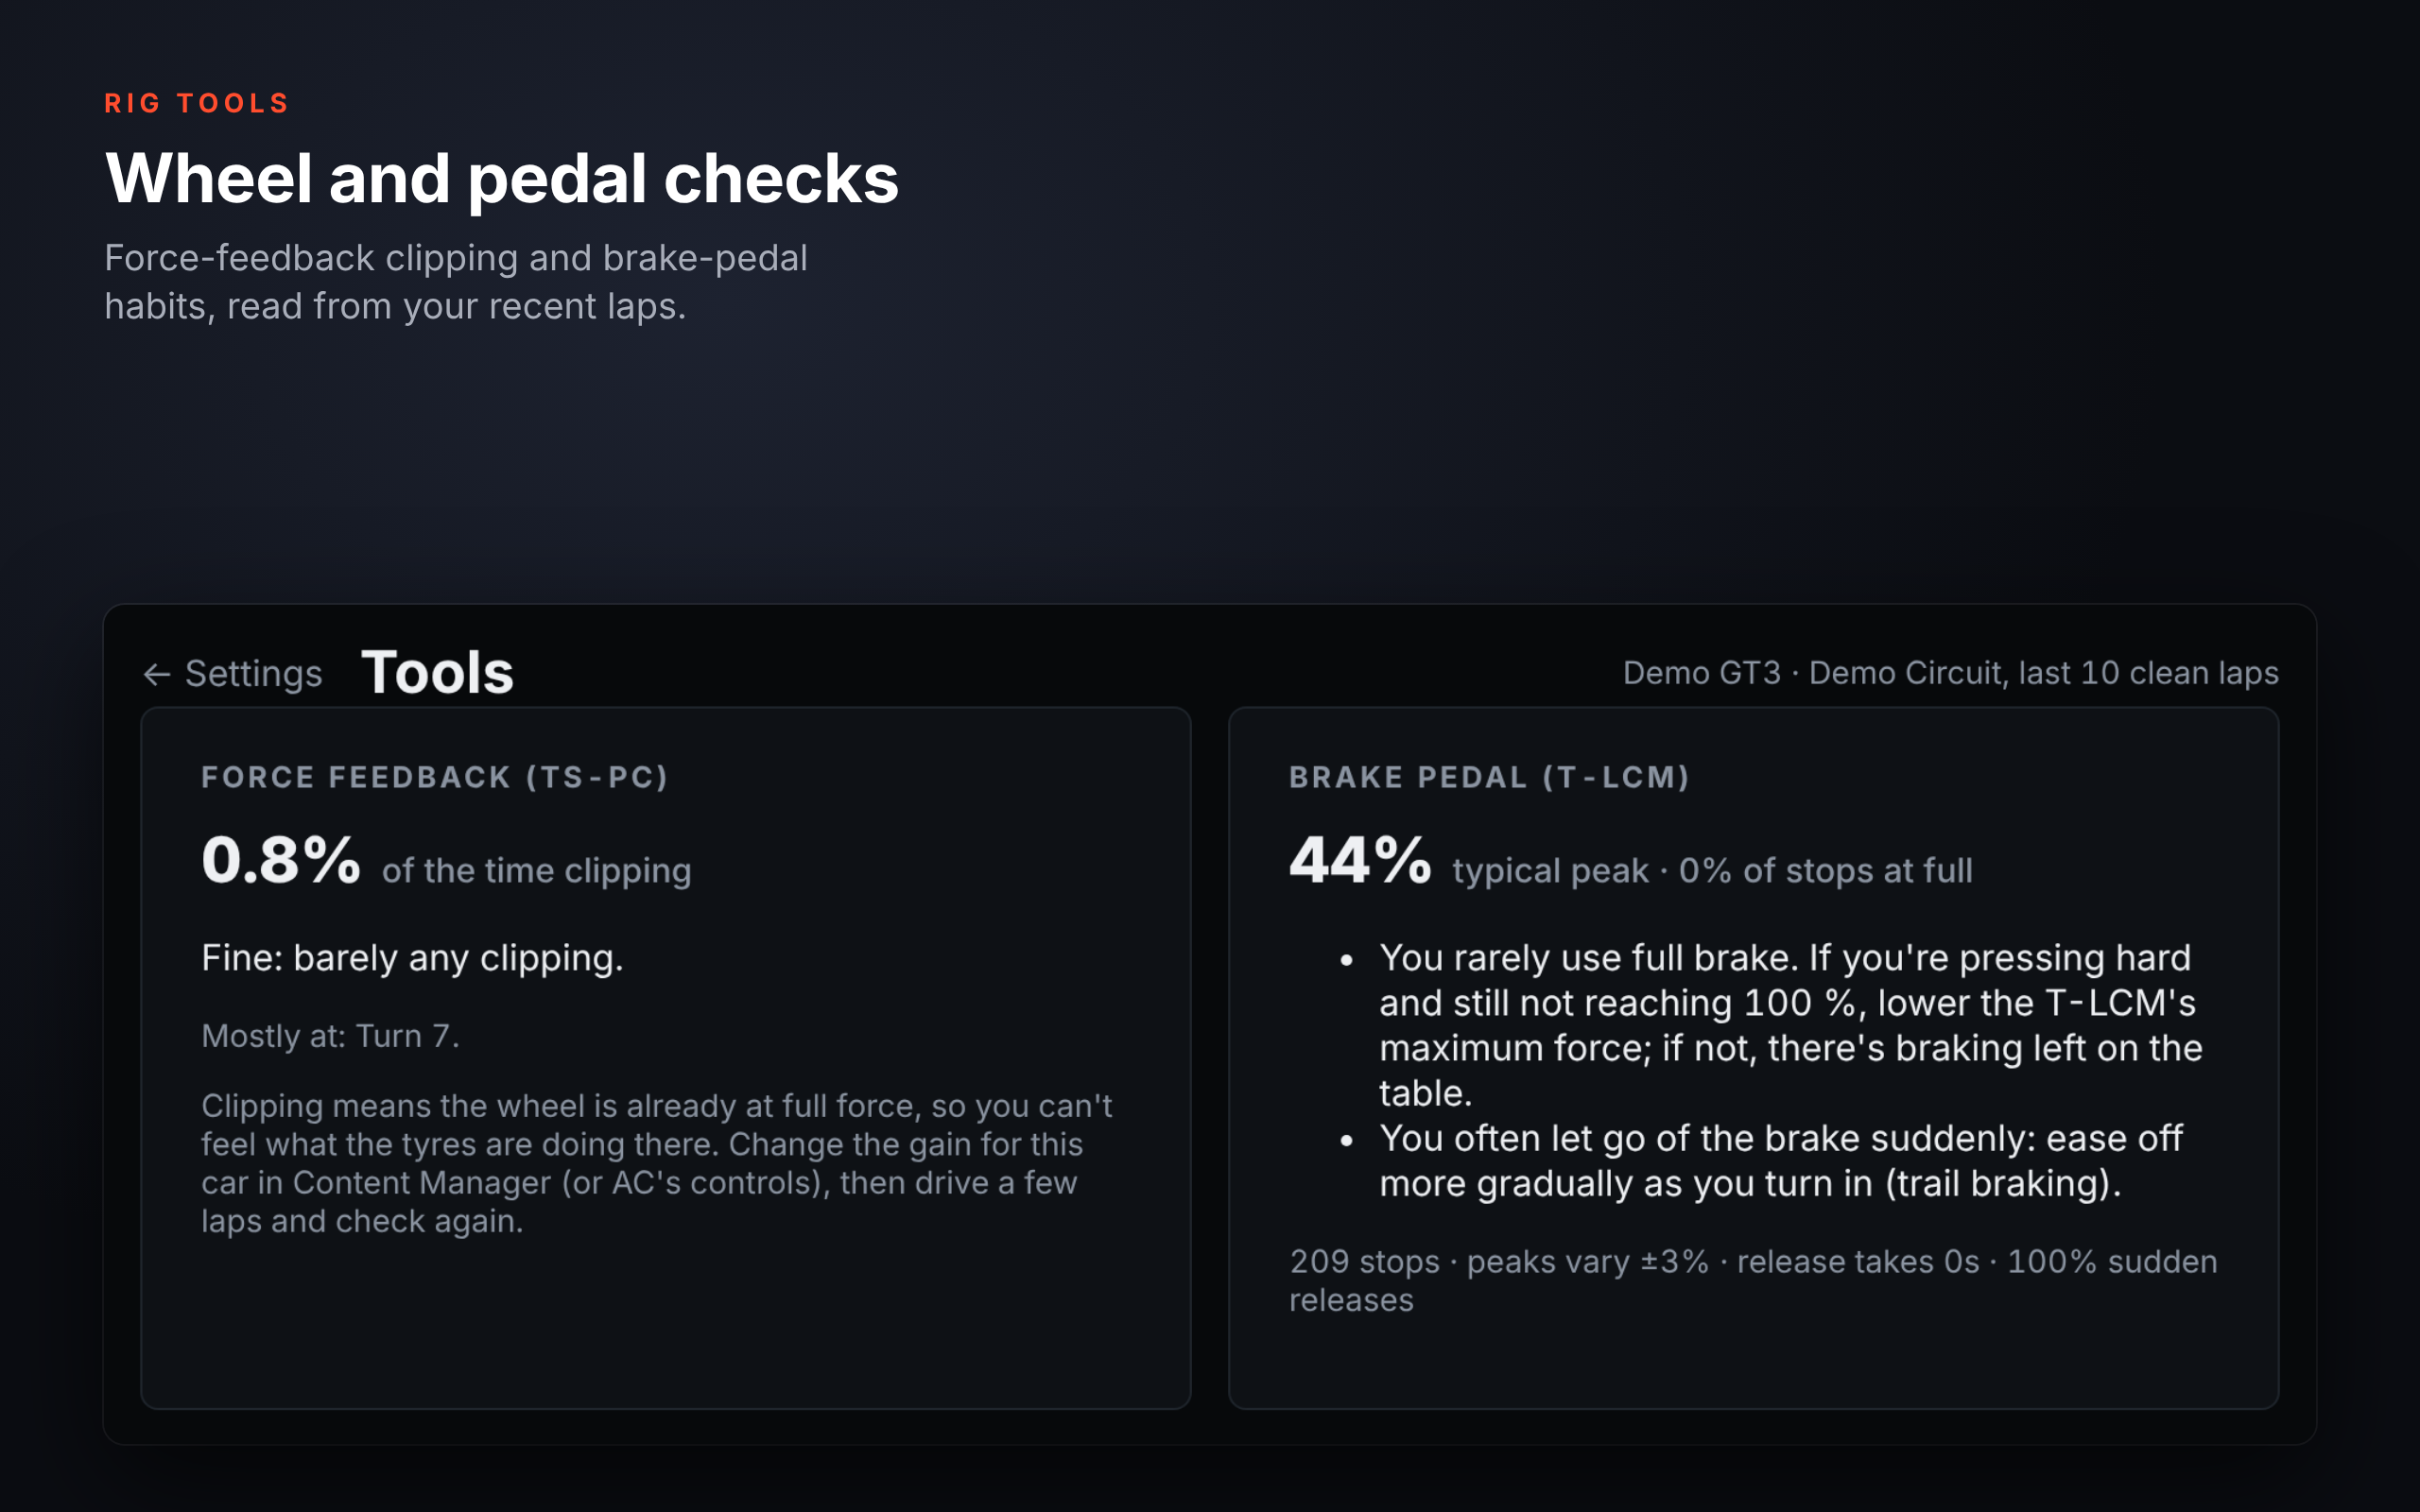 RIG TOOLS
Wheel and pedal checks
Force-feedback clipping and brake-pedal
habits, read from your recent laps.
← Settings Tools
Demo GT3 · Demo Circuit, last 10 clean laps
FORCE FEEDBACK (TS-PC)
0.8% of the time clipping
Fine: barely any clipping.
Mostly at: Turn 7.
Clipping means the wheel is already at full force, so you can't
feel what the tyres are doing there. Change the gain for this
car in Content Manager (or AC's controls), then drive a few
laps and check again.
BRAKE PEDAL (T-LCM)
44% typical peak · 0% of stops at full
• You rarely use full brake. If you're pressing hard
and still not reaching 100 %, lower the T-LCM's
maximum force; if not, there's braking left on the
table.
• You often let go of the brake suddenly: ease off
more gradually as you turn in (trail braking).
209 stops · peaks vary ±3% · release takes 0s · 100% sudden
releases